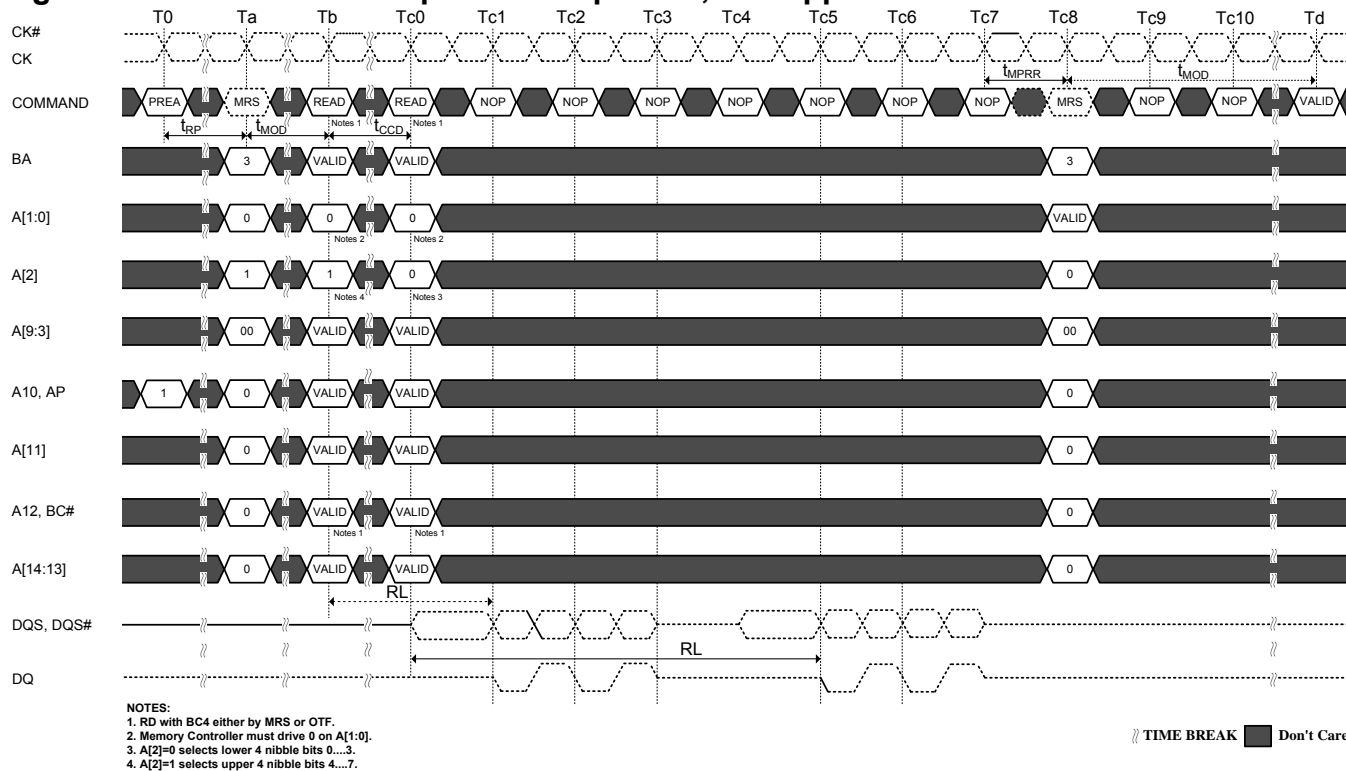 T0 Ta Tb Tc0 Tc1 Tc2 Tc3 Tc4 Tc5 Tc6 Tc7 Tc8 Tc9 Tc10 Td
CK#
CK
tMPRR tMOD
COMMAND PREA MRS READ READ NOP NOP NOP NOP NOP NOP NOP MRS NOP NOP VALID
Notes 1 Notes 1
tRP tMOD tCCD
BA 3 VALID VALID 3
A[1:0] 0 0 0 VALID
Notes 2 Notes 2
A[2] 1 1 0 0
Notes 4 Notes 3
A[9:3] 00 VALID VALID 00
A10, AP 1 0 VALID VALID 0
A[11] 0 VALID VALID 0
A12, BC# 0 VALID VALID 0
Notes 1 Notes 1
A[14:13] 0 VALID VALID 0
RL
DQS, DQS#
RL
DQ
NOTES:
1. RD with BC4 either by MRS or OTF.
2. Memory Controller must drive 0 on A[1:0].
3. A[2]=0 selects lower 4 nibble bits 0....3.
4. A[2]=1 selects upper 4 nibble bits 4....7.
TIME BREAK Don't Care